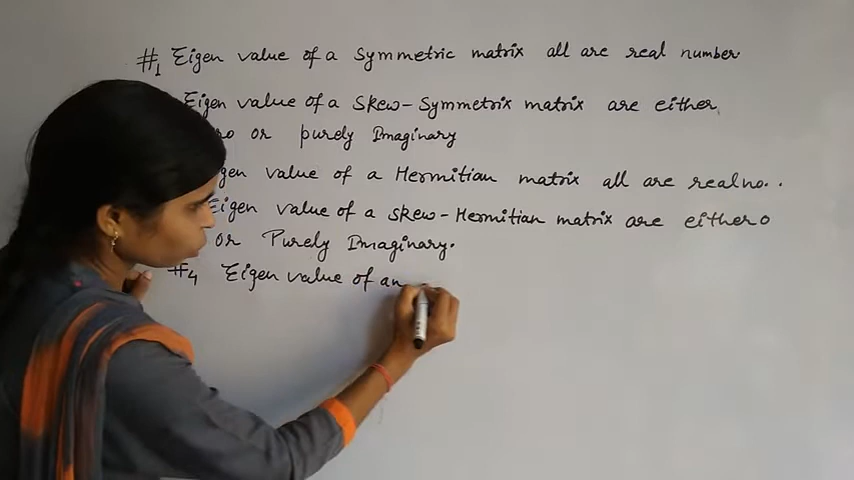 #1 Eigen value of a Symmetric matrix all are real number
Eigen value of a Skew-Symmetrix matrix are either
or purely Imaginary
value of a Hermitian matrix all are real no..
Eigen value of a Skew-Hermitian matrix are either 0
or Purely Imaginary.
#4 Eigen value of an